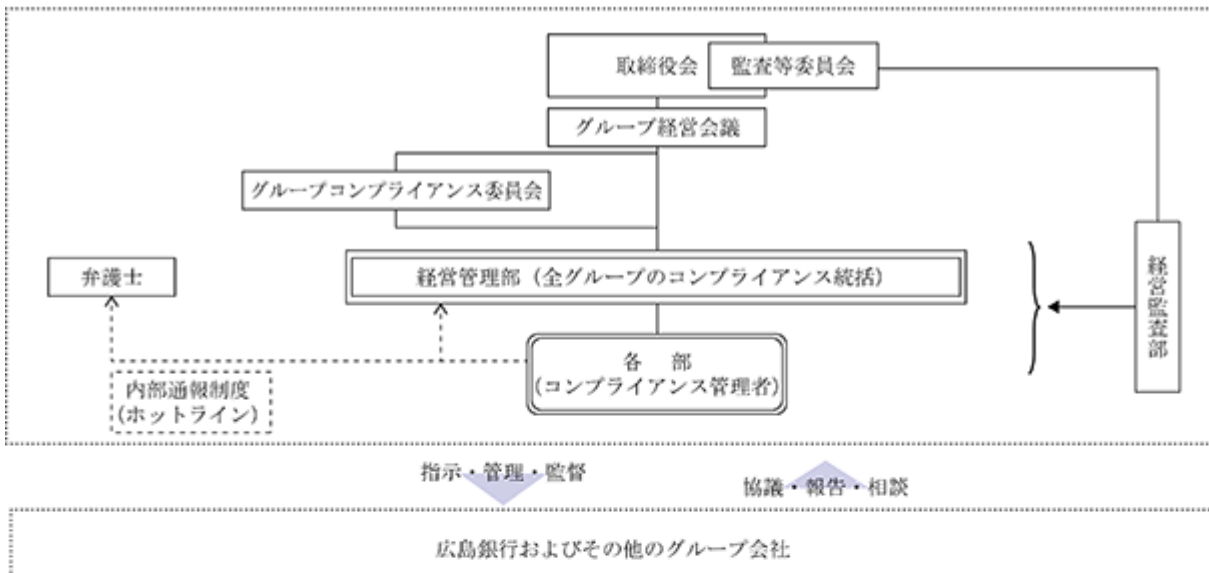 取締役会
監査等委員会
グループ経営会議
グループコンプライアンス委員会
弁護士
経営管理部（全グループのコンプライアンス統括）
経営監査部
各　部
(コンプライアンス管理者)
内部通報制度
(ホットライン)
指示・管理・監督
協議・報告・相談
広島銀行およびその他のグループ会社